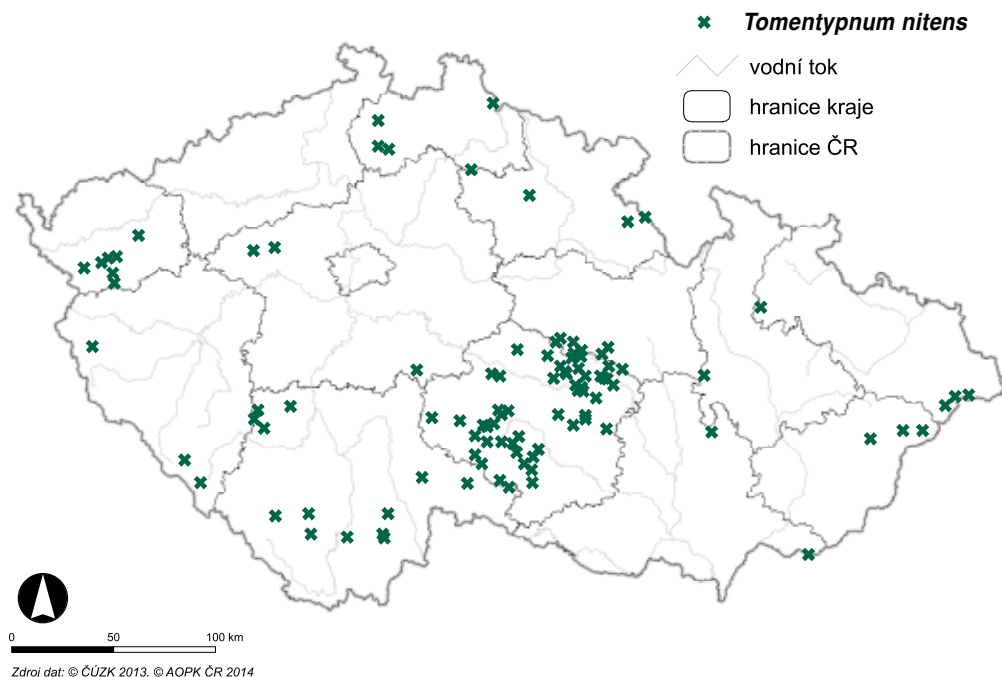 Tomentypnum nitens
vodní tok
hranice kraje
hranice ČR
0 50 100 km
Zdroj dat: © ČÚZK 2013. © AOPK ČR 2014